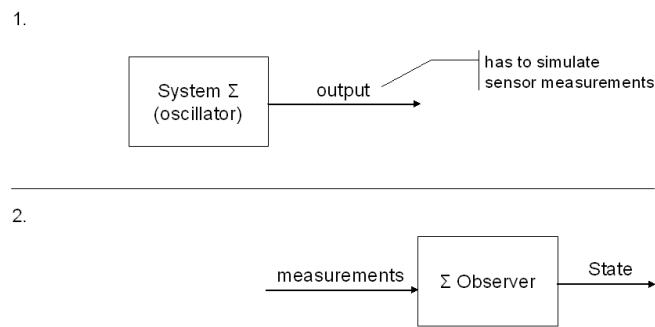 1.
System Σ
(oscillator)
output
has to simulate
sensor measurements
2.
measurements
Σ Observer
State